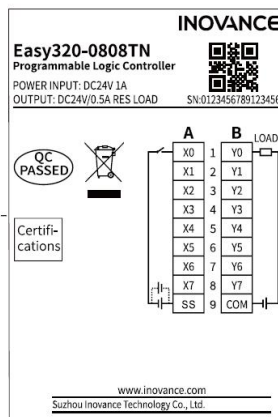 INOVANCE
Easy320-0808TN
Programmable Logic Controller
POWER INPUT: DC24V 1A
OUTPUT: DC24V/0.5A RES LOAD
SN:0123456789123456
QC
PASSED
Certifi-
cations
A B LOAD
X0 1 Y0
X1 2 Y1
X2 3 Y2
X3 4 Y3
X4 5 Y4
X5 6 Y5
X6 7 Y6
X7 8 Y7
SS 9 COM
www.inovance.com
Suzhou Inovance Technology Co., Ltd.